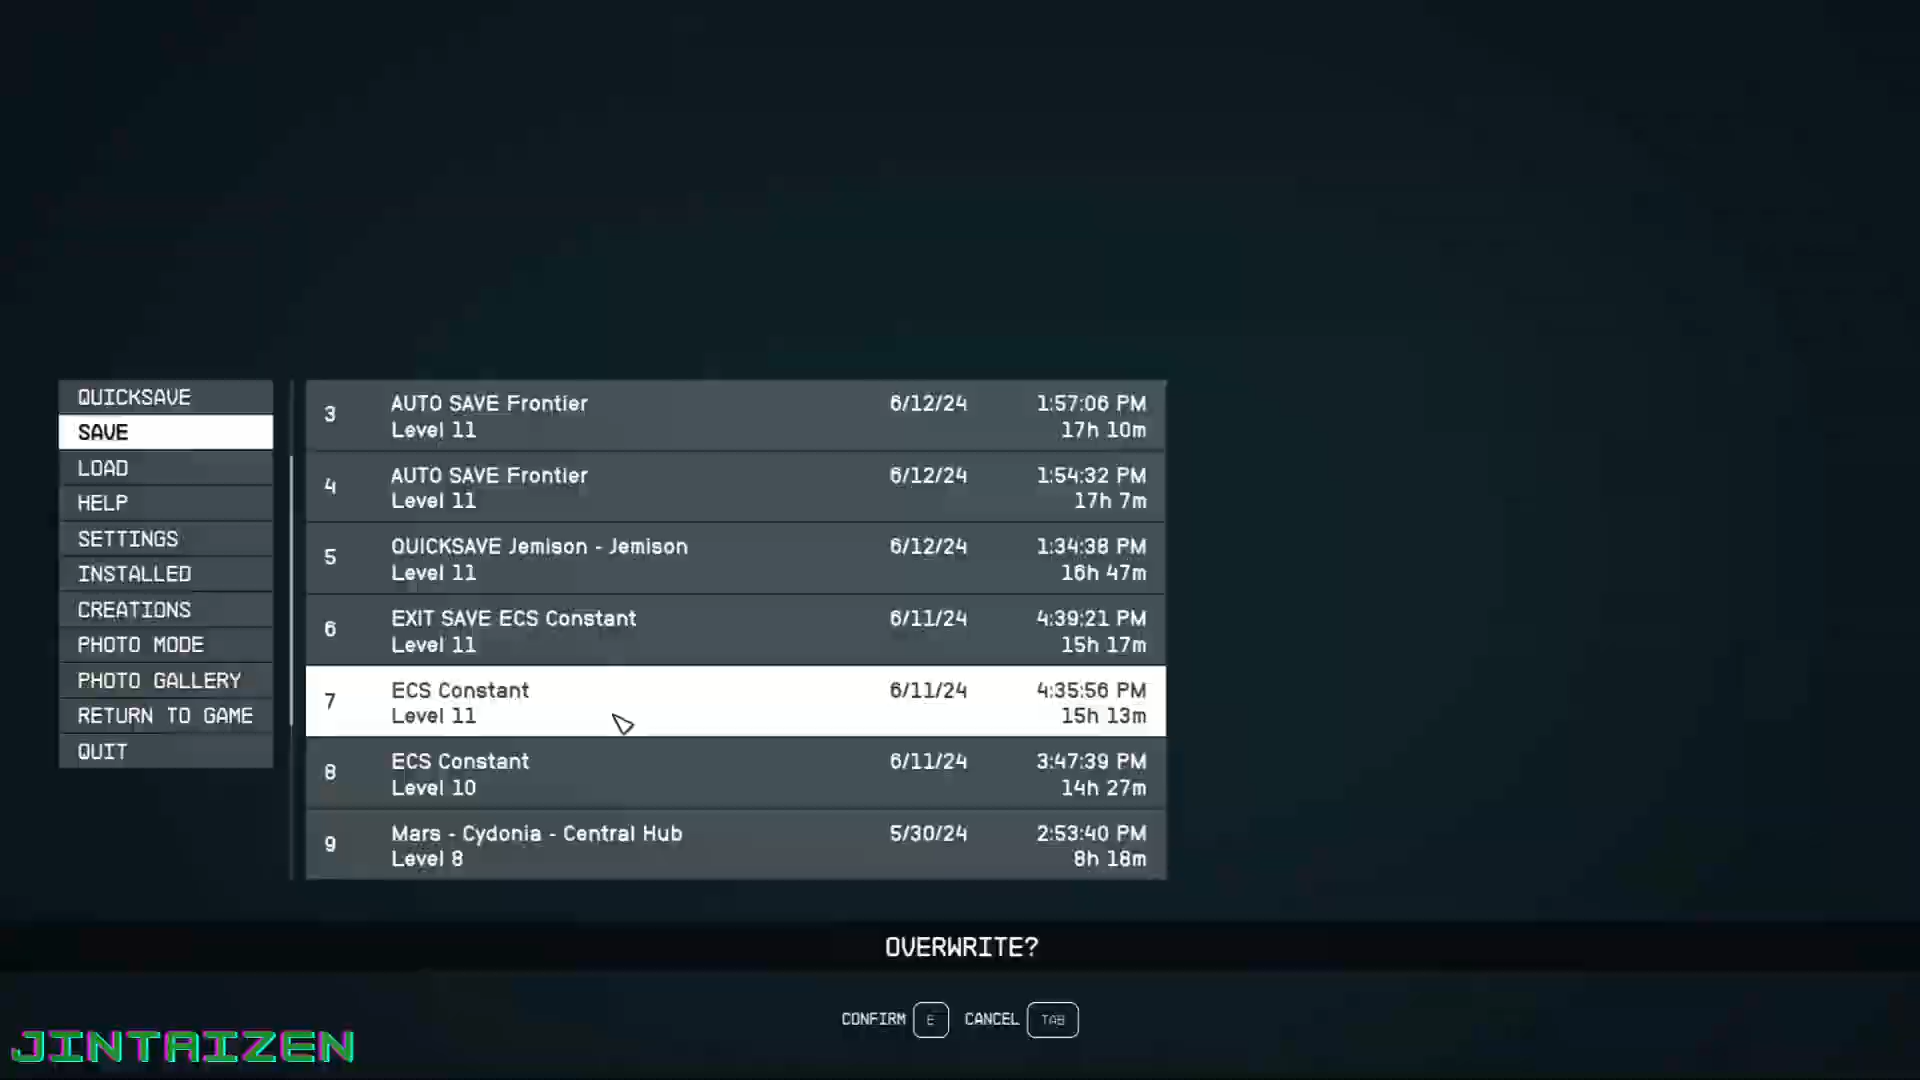 QUICKSAVE
SAVE
LOAD
HELP
SETTINGS
INSTALLED
CREATIONS
PHOTO MODE
PHOTO GALLERY
RETURN TO GAME
QUIT
3 AUTO SAVE Frontier 6/12/24 1:57:06 PM
Level 11 17h 10m
4 AUTO SAVE Frontier 6/12/24 1:54:32 PM
Level 11 17h 7m
5 QUICKSAVE Jemison - Jemison 6/12/24 1:34:38 PM
Level 11 16h 47m
6 EXIT SAVE ECS Constant 6/11/24 4:39:21 PM
Level 11 15h 17m
7 ECS Constant 6/11/24 4:35:56 PM
Level 11 15h 13m
8 ECS Constant 6/11/24 3:47:39 PM
Level 10 14h 27m
9 Mars - Cydonia - Central Hub 5/30/24 2:53:40 PM
Level 8 8h 18m
OVERWRITE?
CONFIRM E CANCEL TAB
JINTAIZEN